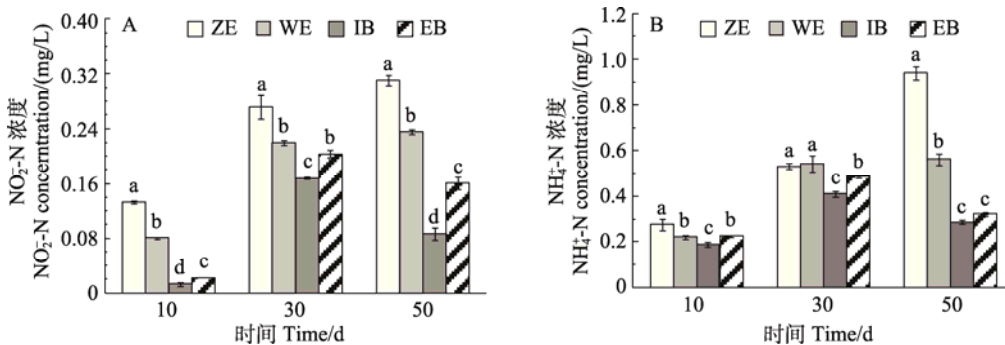 A
ZE WE IB EB
NO₂⁻-N 浓度
NO₂⁻-N concerntration/(mg/L)
0.40
0.32
0.24
0.16
0.08
0
a
b
d
c
a
b
c
b
a
b
d
c
10 30 50
时间 Time/d
B
ZE WE IB EB
NH₄⁺-N 浓度
NH₄⁺-N concentration/(mg/L)
1.2
1.0
0.8
0.6
0.4
0.2
0
a
b
c
b
a
a
c
b
a
b
c
c
10 30 50
时间 Time/d